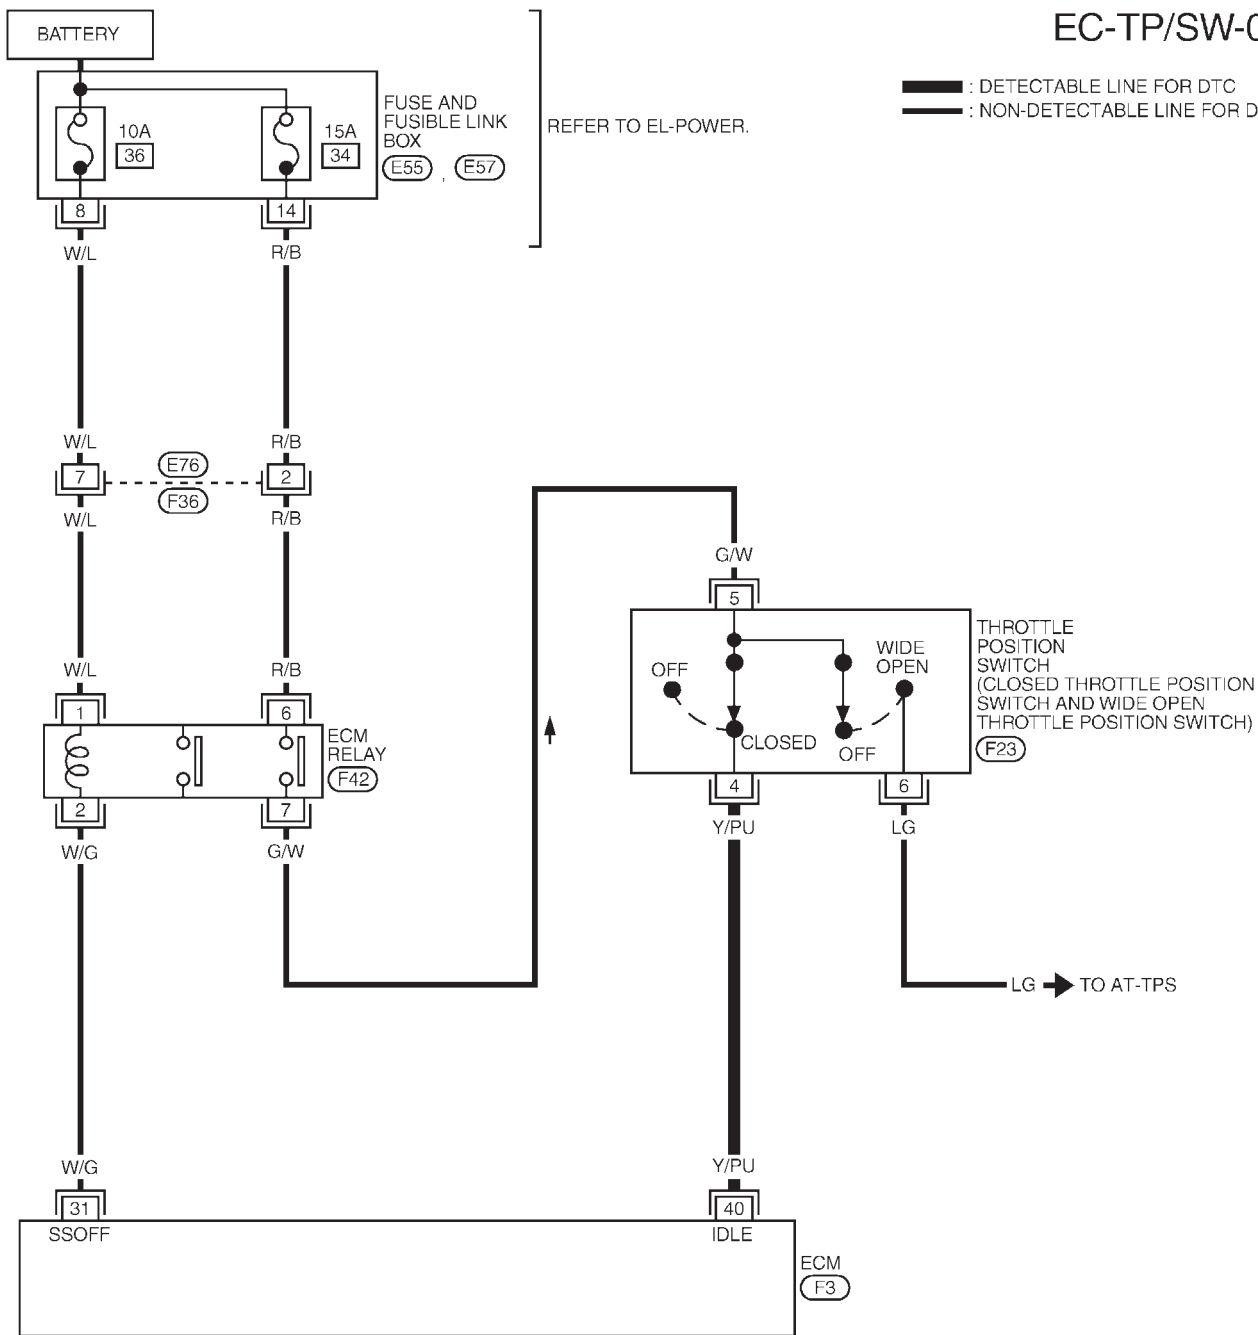 EC-TP/SW-0
BATTERY
: DETECTABLE LINE FOR DTC
: NON-DETECTABLE LINE FOR D
10A
36
15A
34
FUSE AND
FUSIBLE LINK
BOX
E55 , E57
REFER TO EL-POWER.
8
14
W/L
R/B
W/L
R/B
7
E76
2
F36
W/L
R/B
G/W
5
THROTTLE
POSITION
SWITCH
(CLOSED THROTTLE POSITION
SWITCH AND WIDE OPEN
THROTTLE POSITION SWITCH)
F23
OFF
WIDE
OPEN
CLOSED
OFF
W/L
R/B
1
6
ECM
RELAY
F42
2
7
W/G
G/W
4
6
Y/PU
LG
LG
TO AT-TPS
W/G
Y/PU
31
40
SSOFF
IDLE
ECM
F3